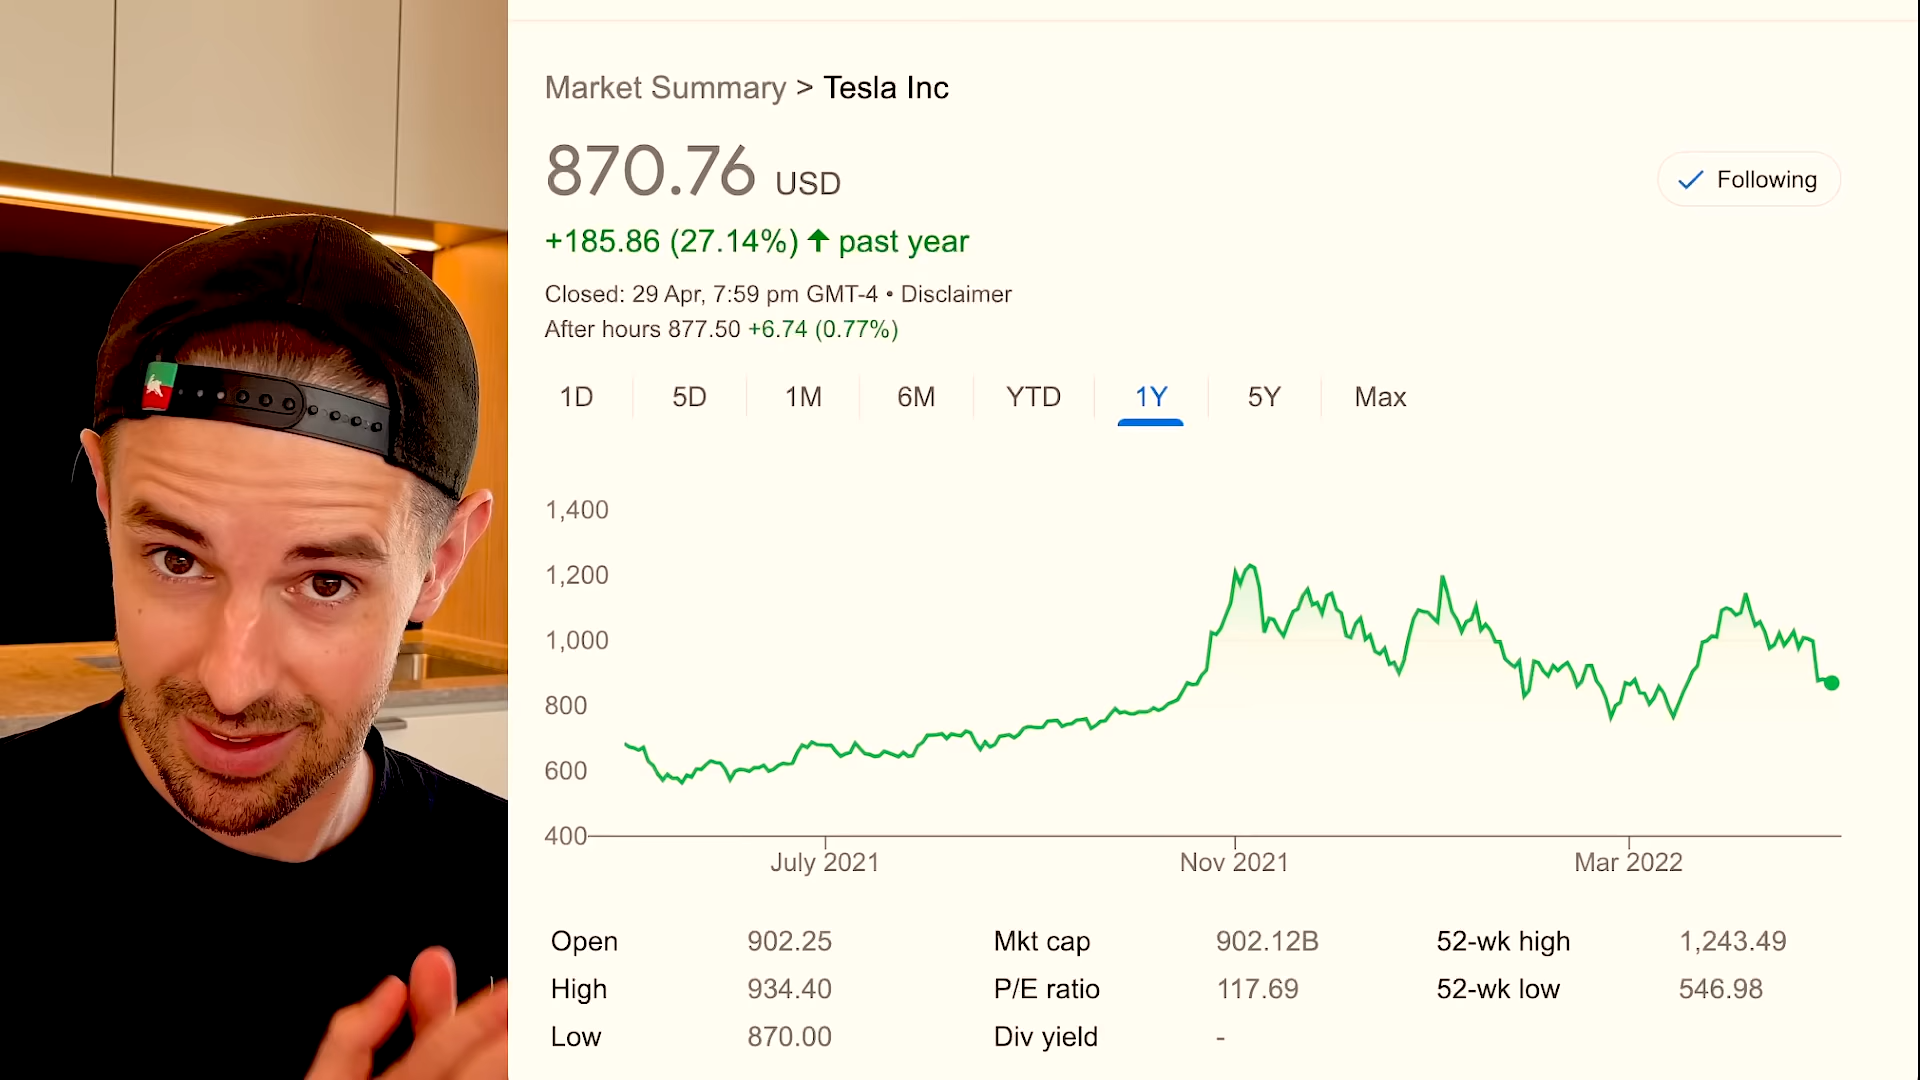 Market Summary > Tesla Inc
870.76 USD
Following
+185.86 (27.14%) ↑ past year
Closed: 29 Apr, 7:59 pm GMT-4 • Disclaimer
After hours 877.50 +6.74 (0.77%)
1D 5D 1M 6M YTD 1Y 5Y Max
1,400
1,200
1,000
800
600
400
July 2021 Nov 2021 Mar 2022
Open 902.25 Mkt cap 902.12B 52-wk high 1,243.49
High 934.40 P/E ratio 117.69 52-wk low 546.98
Low 870.00 Div yield -